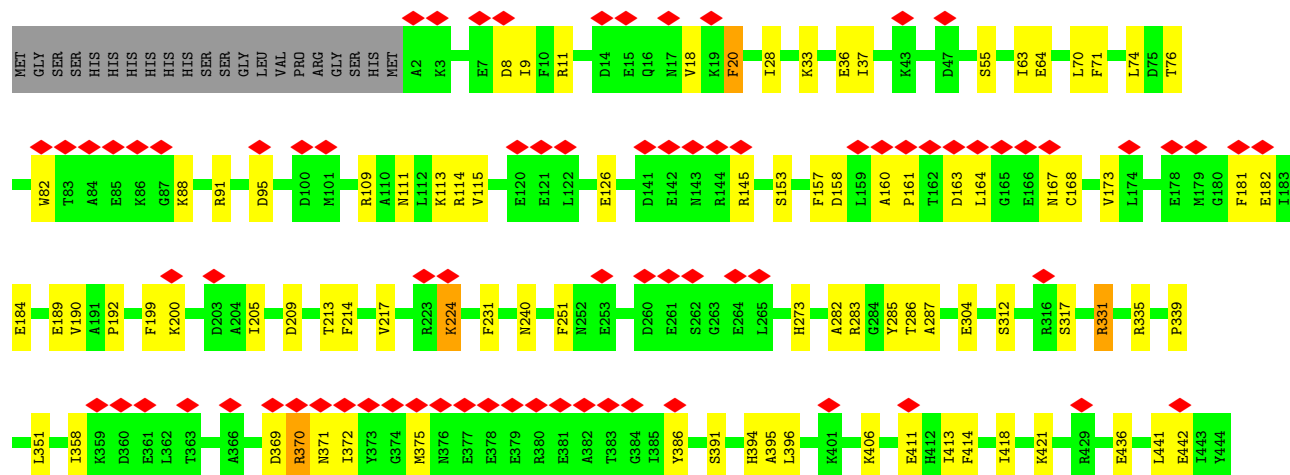 MET GLY SER SER HIS HIS HIS HIS HIS HIS SER SER GLY LEU VAL PRO ARG GLY SER HIS MET A2 K3 E7 D8 I9 F10 R11 D14 E15 Q16 N17 V18 K19 F20 I28 K33 E36 I37 K43 D47 S55 I63 E64 L70 F71 L74 D75 T76
W82 T83 A84 E85 K86 G87 K88 R91 D95 D100 M101 R109 A110 N111 L112 K113 R114 V115 E120 E121 L122 E126 D141 E142 N143 R144 R145 S153 F157 D158 L159 A160 P161 T162 D163 L164 G165 E166 N167 C168 V173 L174 E178 M179 G180 F181 E182 I183
E184 E189 V190 A191 P192 F199 K200 D203 A204 I205 D209 T213 F214 V217 R223 K224 F231 N240 F251 N252 E253 D260 E261 S262 G263 E264 L265 H273 A282 R283 G284 Y285 T286 A287 E304 S312 R316 S317 R331 R335 P339
L351 I358 K359 D360 E361 L362 T363 A366 D369 R370 N371 I372 Y373 G374 M375 N376 E377 E378 E379 R380 E381 A382 T383 G384 I385 Y386 S391 H394 A395 L396 K401 K406 E411 H412 I413 F414 I418 K421 R429 E436 L441 E442 I443 Y444